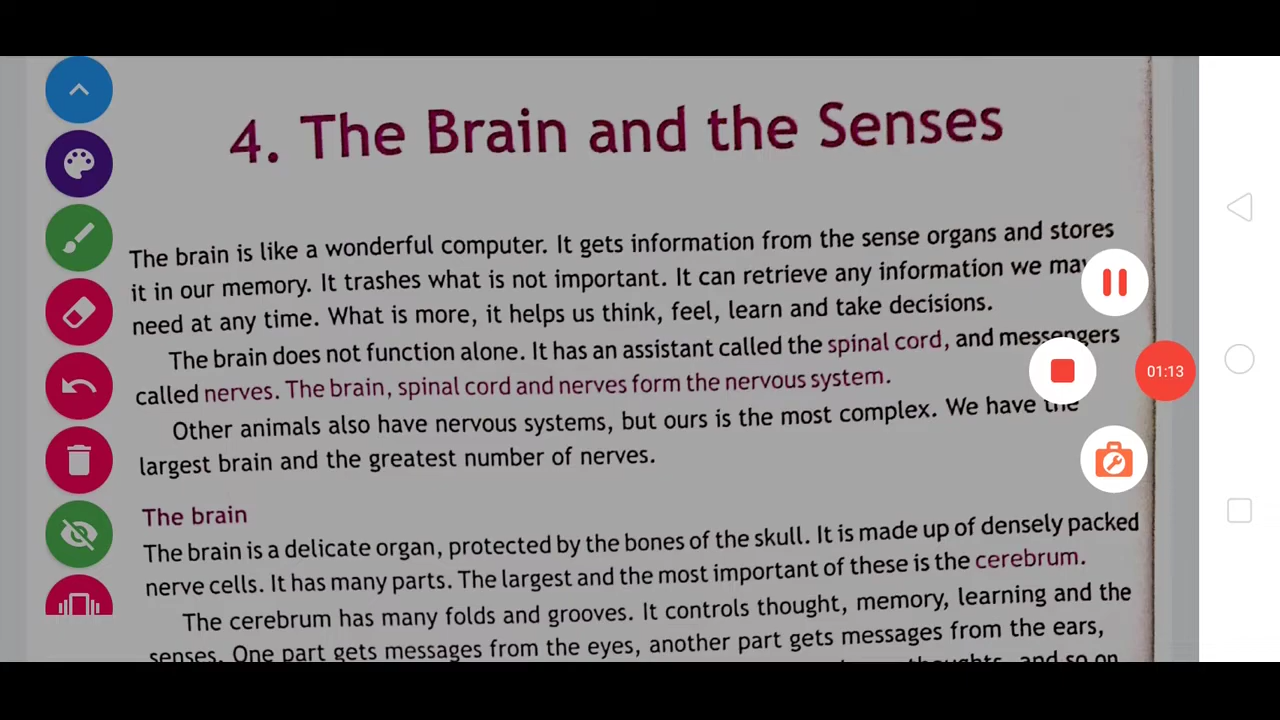 4. The Brain and the Senses
The brain is like a wonderful computer. It gets information from the sense organs and stores
it in our memory. It trashes what is not important. It can retrieve any information we may
need at any time. What is more, it helps us think, feel, learn and take decisions.
The brain does not function alone. It has an assistant called the spinal cord, and messengers
called nerves. The brain, spinal cord and nerves form the nervous system.
Other animals also have nervous systems, but ours is the most complex. We have the
largest brain and the greatest number of nerves.
The brain
The brain is a delicate organ, protected by the bones of the skull. It is made up of densely packed
nerve cells. It has many parts. The largest and the most important of these is the cerebrum.
The cerebrum has many folds and grooves. It controls thought, memory, learning and the
senses. One part gets messages from the eyes, another part gets messages from the ears,
thoughts, and so on
01:13